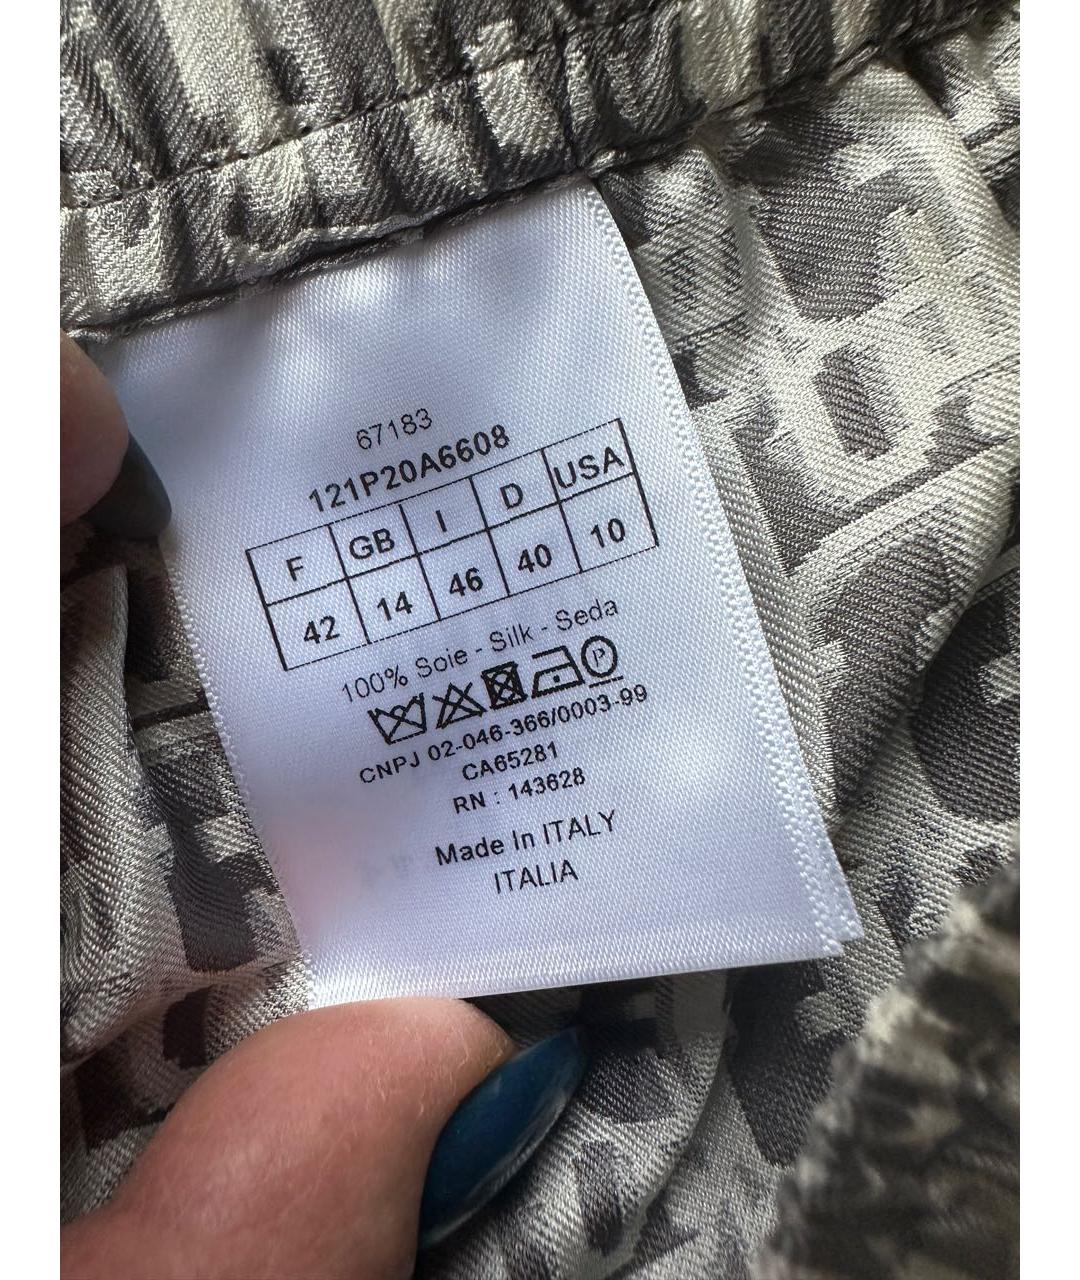 67183
121P20A6608
F GB I D USA
42 14 46 40 10
100% Soie - Silk - Seda
P
CNPJ 02-046-366/0003-99
CA65281
RN : 143628
Made In ITALY
ITALIA